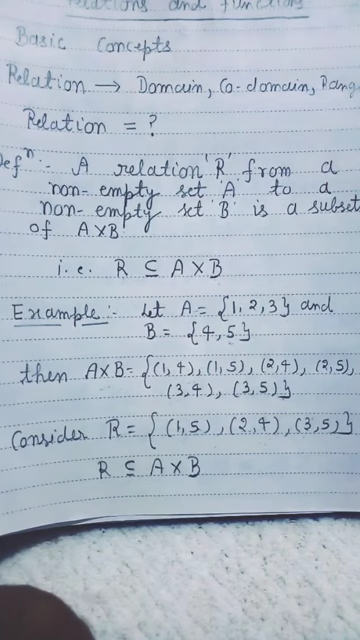 Relations and functions
Basic Concepts
Relation → Domain, Co-domain, Rang
Relation = ?
Defⁿ:- A relation 'R' from a
non-empty set 'A' to a
non-empty set 'B' is a subset
of A×B
i.e. R ⊆ A×B
Example:- Let A = {1,2,3} and
B = {4,5}
then A×B = {(1,4), (1,5), (2,4), (2,5),
(3,4), (3,5)}
Consider R = { (1,5), (2,4), (3,5)}
R ⊆ A×B